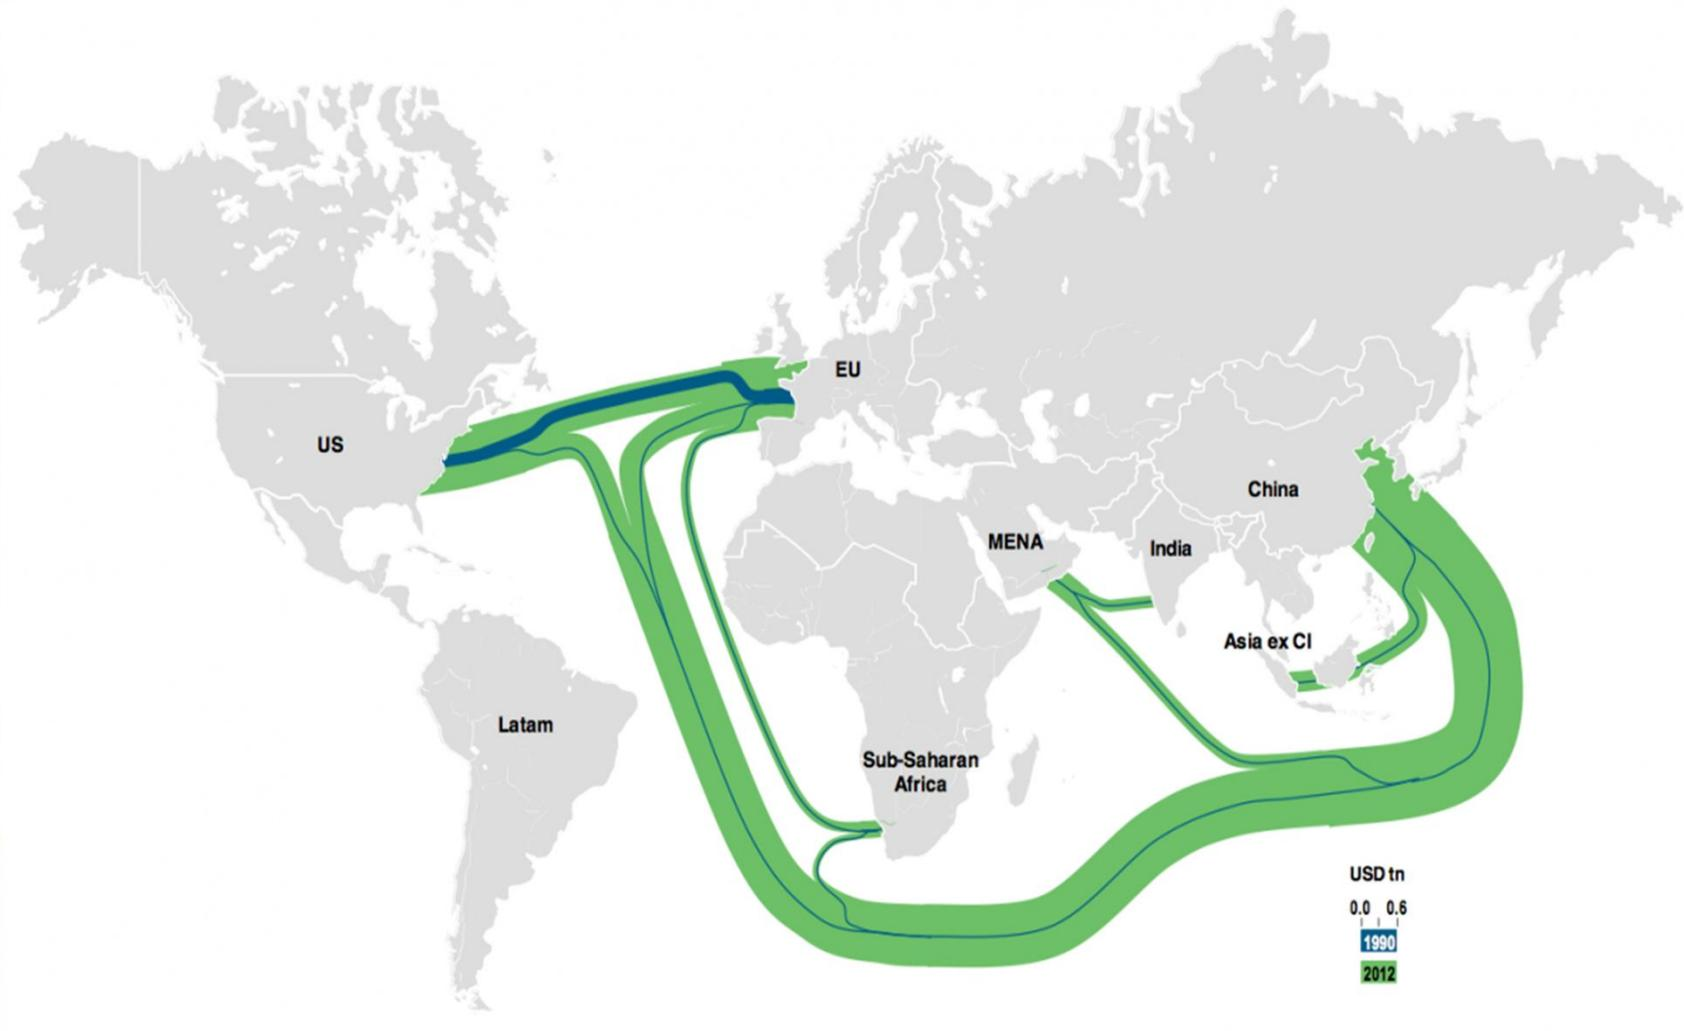 EU
US
China
MENA
India
Asia ex CI
Latam
Sub-Saharan
Africa
USD tn
0.0 0.6
1990
2012